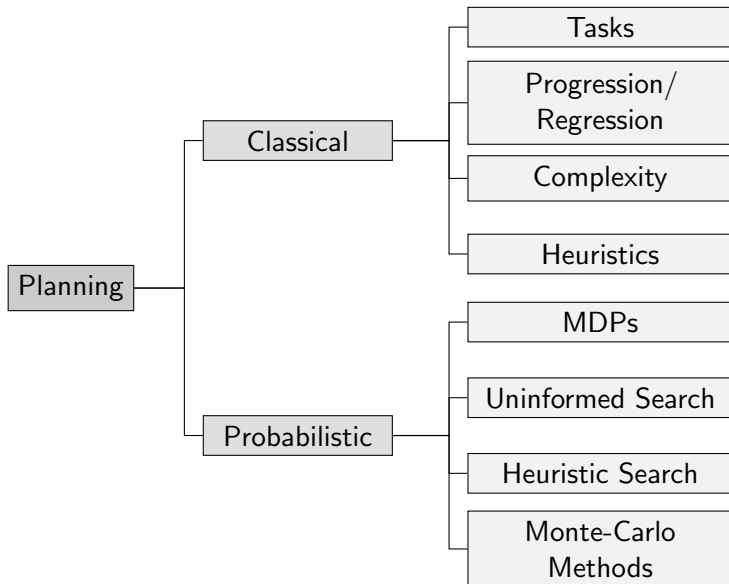 Tasks
Progression/
Regression
Classical
Complexity
Heuristics
Planning
MDPs
Uninformed Search
Probabilistic
Heuristic Search
Monte-Carlo
Methods